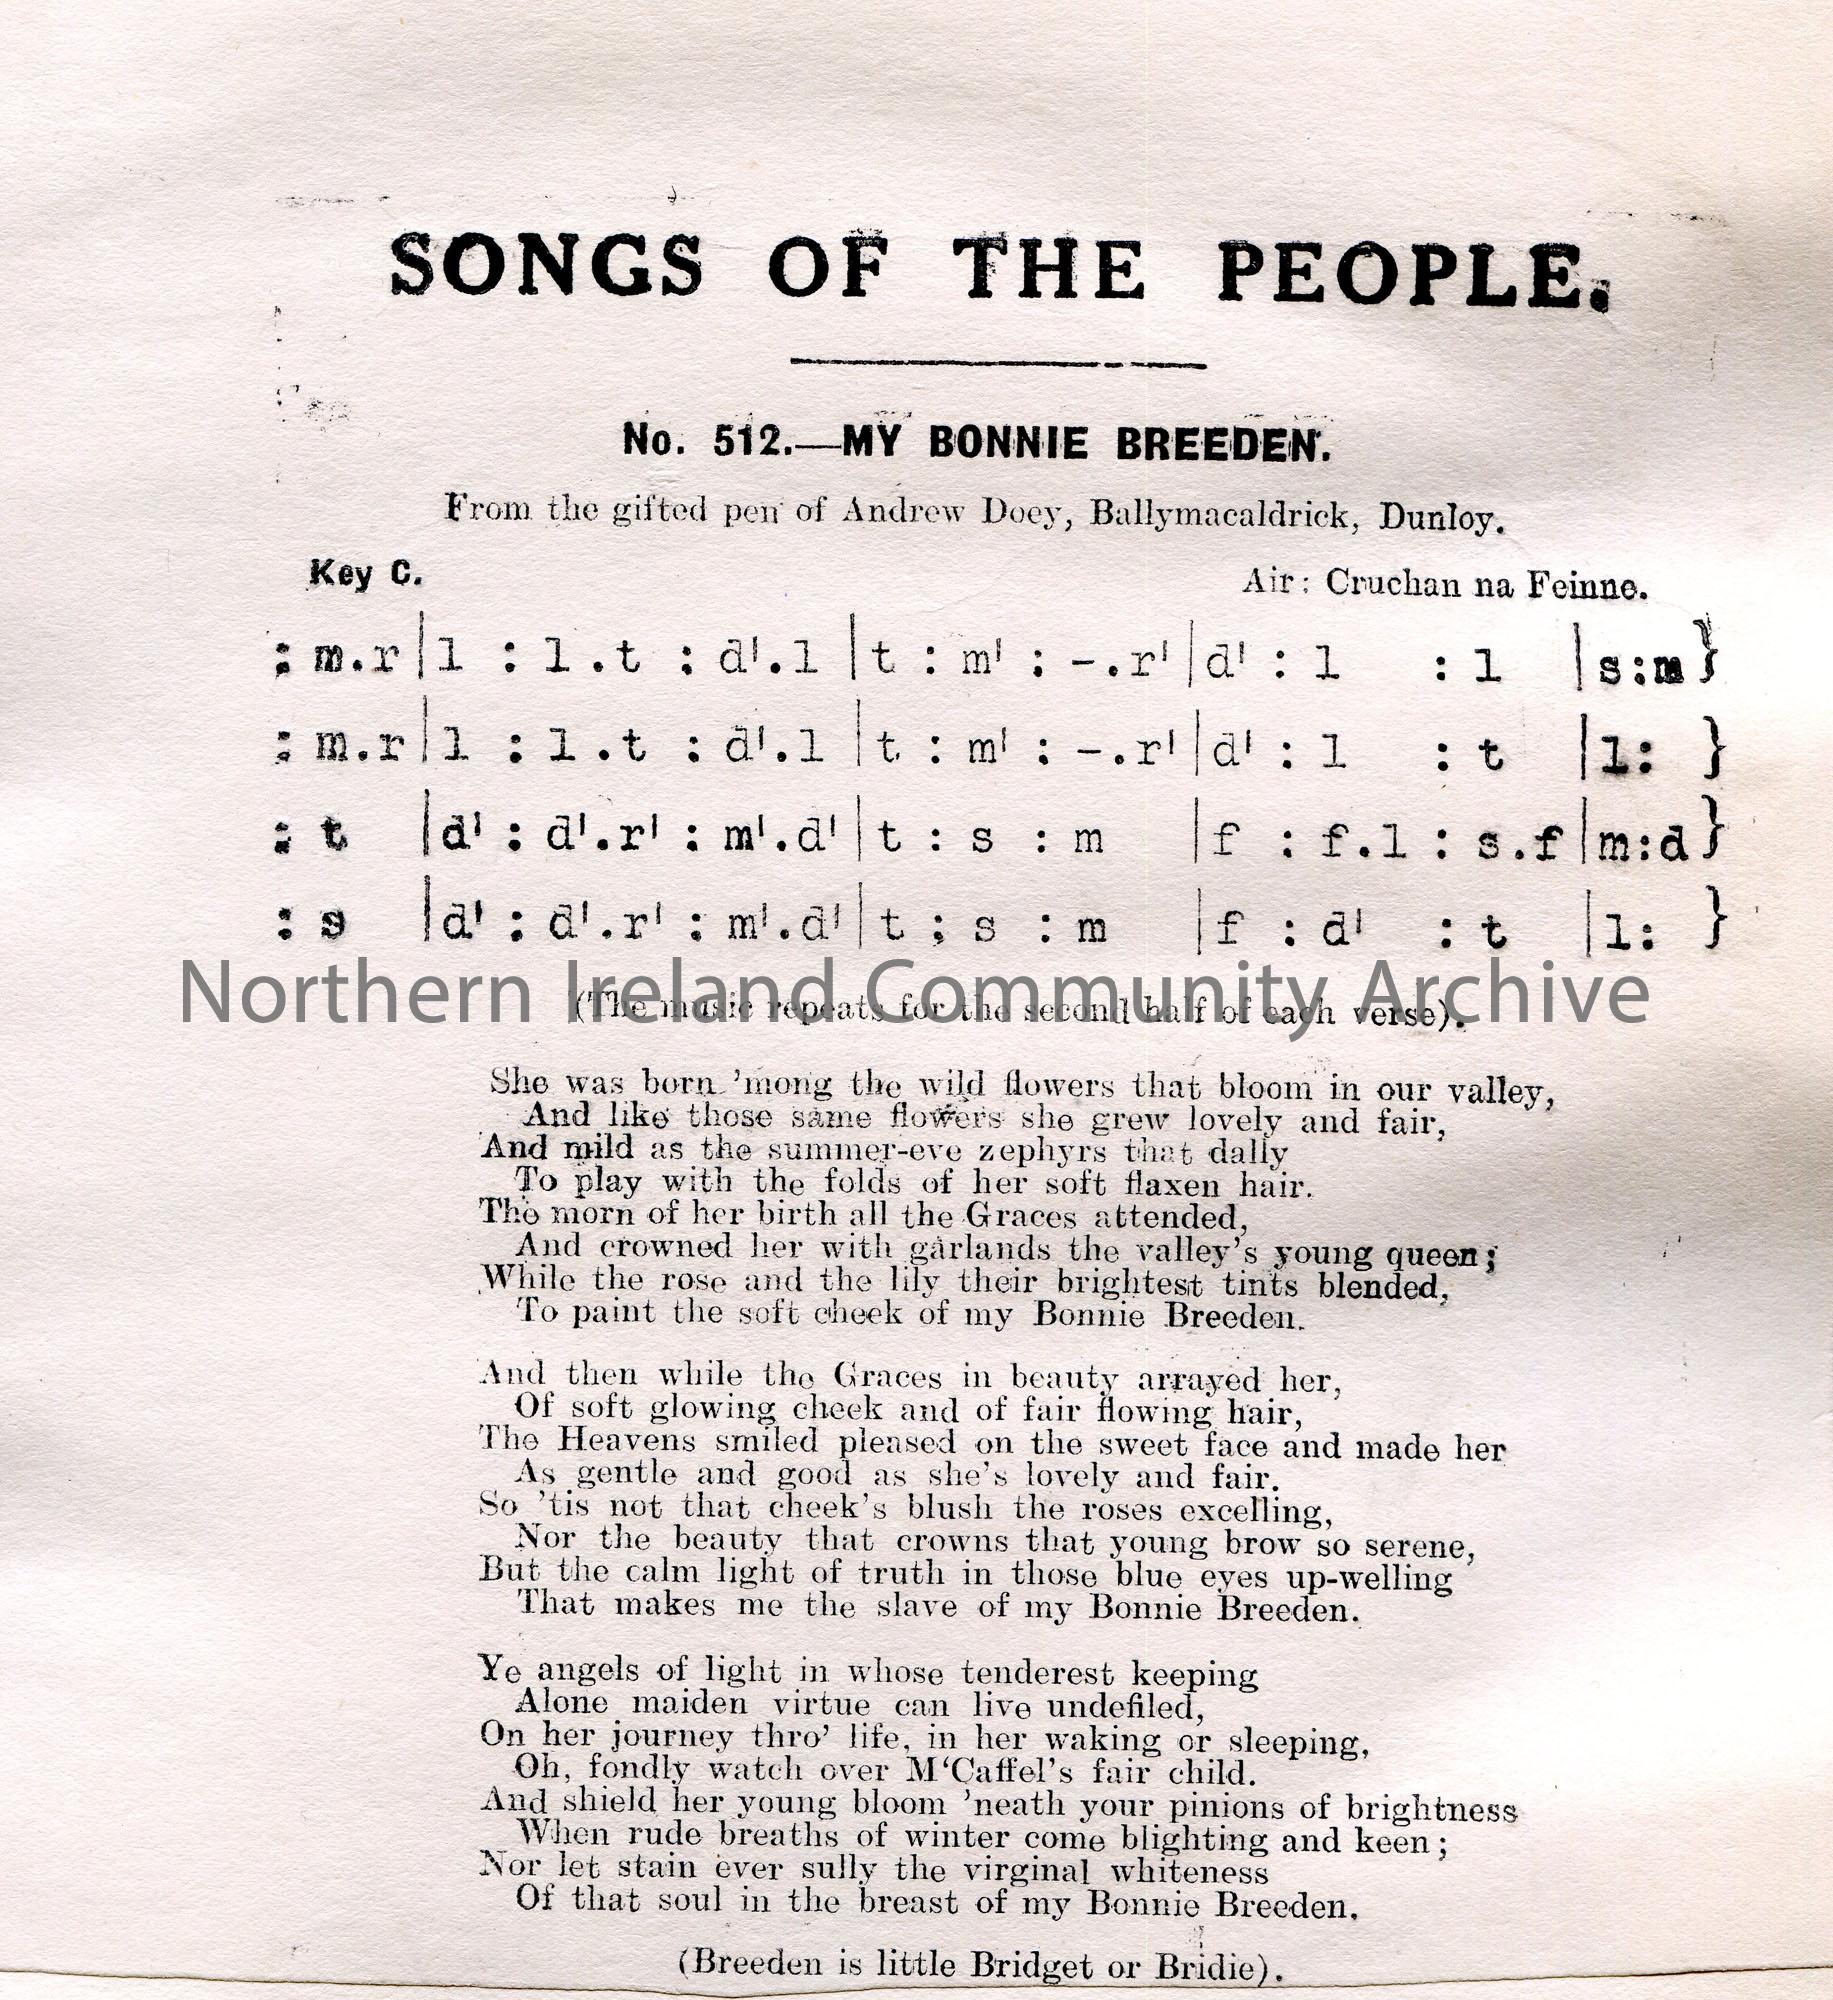 SONGS OF THE PEOPLE.
No. 512.—MY BONNIE BREEDEN.
From the gifted pen of Andrew Doey, Ballymacaldrick, Dunloy.
Key C.
Air: Cruchan na Feinne.
: m.r|l : l.t : d'.l |t : m' : -.r'|d' : l : l |s:m}
: m.r|l : l.t : d'.l |t : m' : -.r'|d' : l : t |l: }
: t |d' : d'.r' : m'.d'|t : s : m |f : f.l : s.f|m:d}
: s |d' : d'.r' : m'.d'|t ; s : m |f : d' : t |l: }
Northern Ireland Community Archive
(The music repeats for the second half of each verse).
She was born 'mong the wild flowers that bloom in our valley,
And like those same flowers she grew lovely and fair,
And mild as the summer-eve zephyrs that dally
To play with the folds of her soft flaxen hair.
The morn of her birth all the Graces attended,
And crowned her with garlands the valley's young queen;
While the rose and the lily their brightest tints blended,
To paint the soft cheek of my Bonnie Breeden.
And then while the Graces in beauty arrayed her,
Of soft glowing cheek and of fair flowing hair,
The Heavens smiled pleased on the sweet face and made her
As gentle and good as she's lovely and fair.
So 'tis not that cheek's blush the roses excelling,
Nor the beauty that crowns that young brow so serene,
But the calm light of truth in those blue eyes up-welling
That makes me the slave of my Bonnie Breeden.
Ye angels of light in whose tenderest keeping
Alone maiden virtue can live undefiled,
On her journey thro' life, in her waking or sleeping,
Oh, fondly watch over M'Caffel's fair child.
And shield her young bloom 'neath your pinions of brightness
When rude breaths of winter come blighting and keen;
Nor let stain ever sully the virginal whiteness
Of that soul in the breast of my Bonnie Breeden.
(Breeden is little Bridget or Bridie).